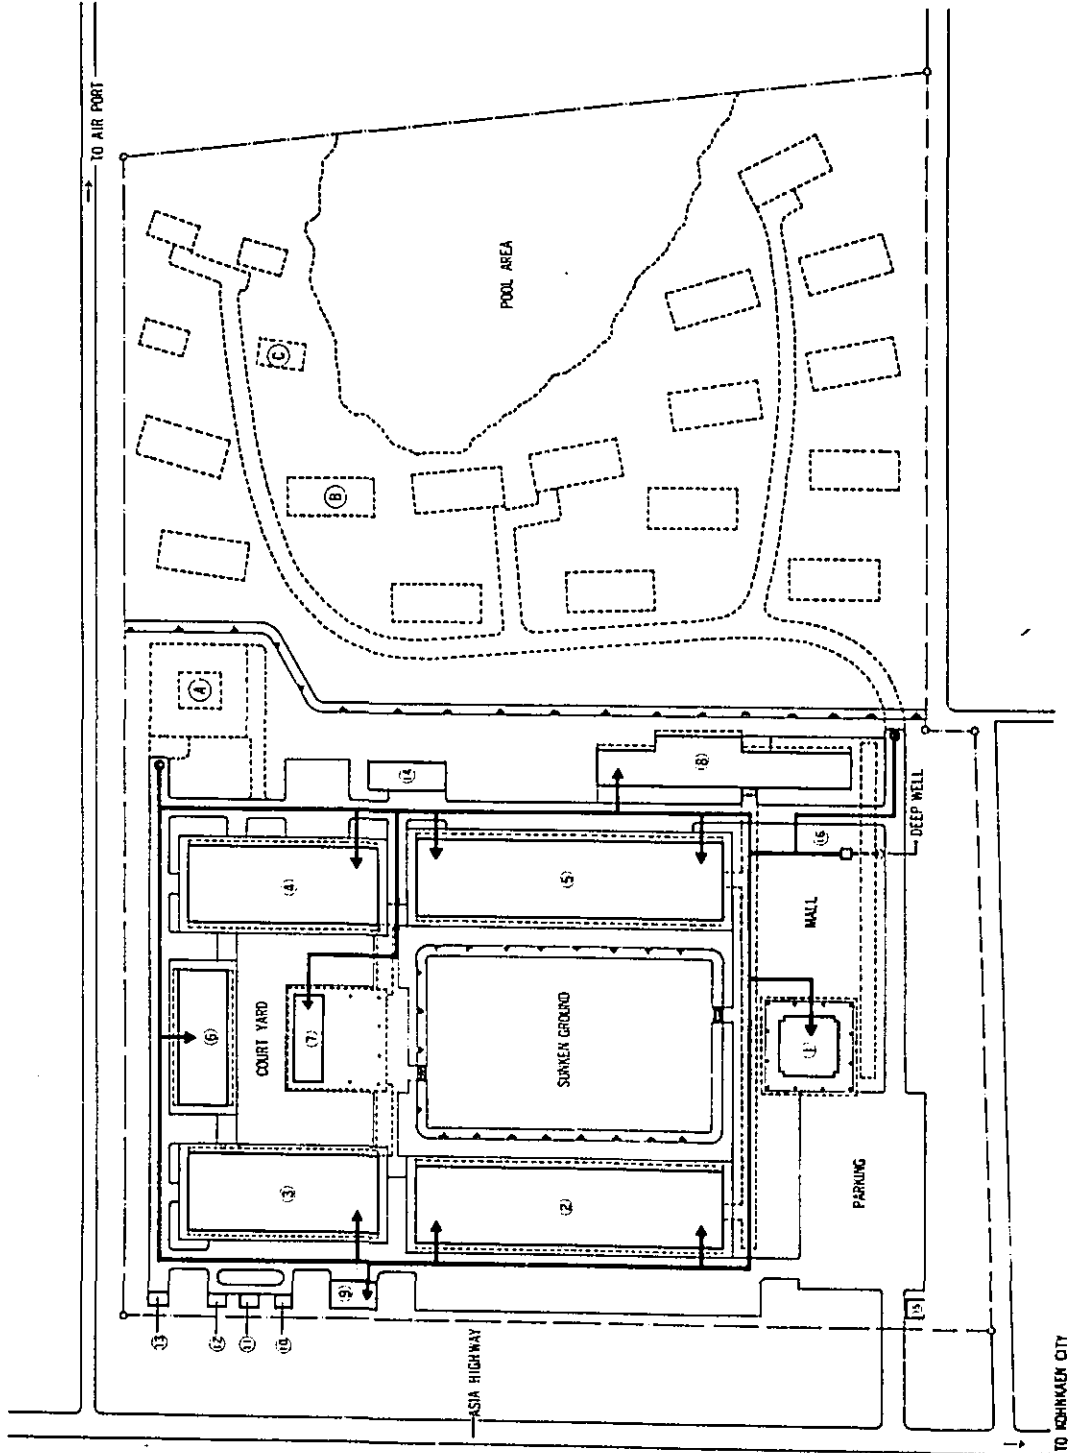 TO AIR PORT
POOL AREA
C
B
A
(14)
(8)
(16)
DEEP WELL
(4)
(5)
MALL
(6)
COURT YARD
(7)
SUNKEN GROUND
(1)
(3)
(2)
PARKING
(9)
(13)
(12)
(11)
(10)
(15)
ASIA HIGHWAY
TO KOHNKAEN CITY